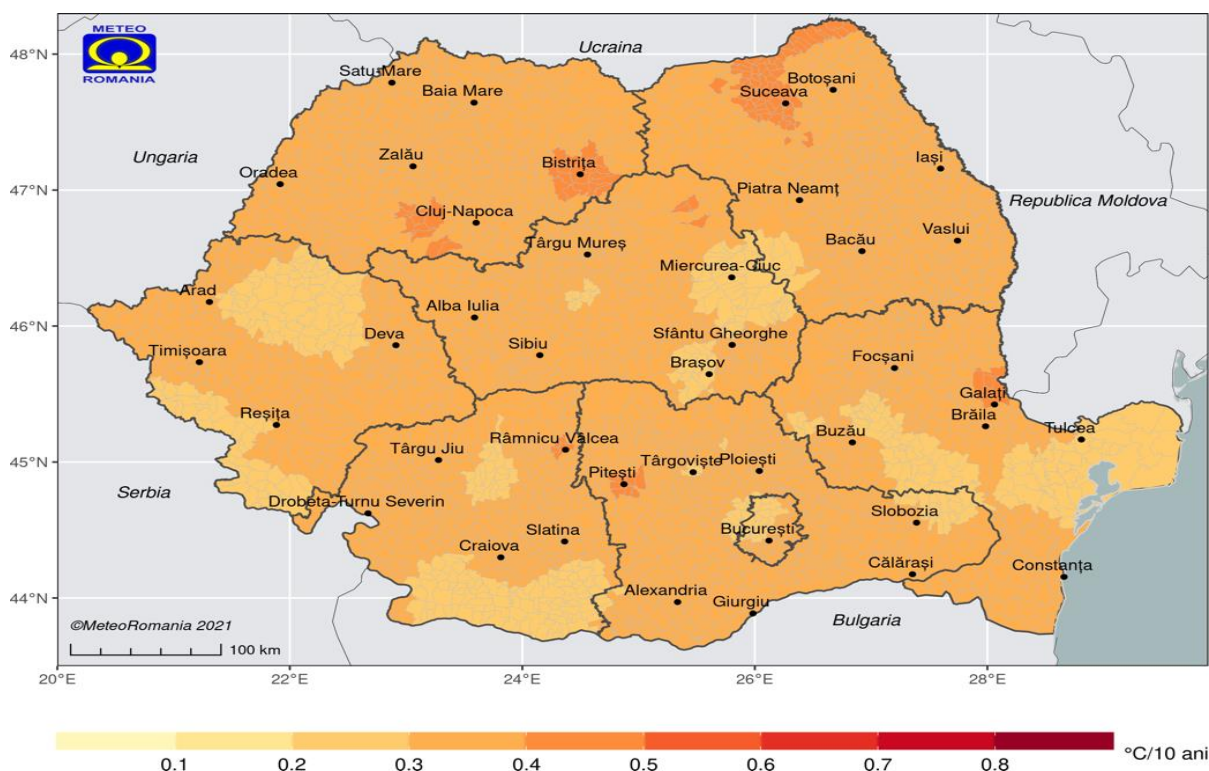 METEO
ROMANIA
48°N
47°N
46°N
45°N
44°N
Ucraina
Ungaria
Republica Moldova
Serbia
Bulgaria
Satu-Mare
Baia Mare
Botoșani
Suceava
Zalău
Bistrița
Iași
Oradea
Piatra Neamț
Cluj-Napoca
Târgu Mureș
Bacău
Vaslui
Miercurea-Ciuc
Arad
Alba Iulia
Deva
Sfântu Gheorghe
Timișoara
Sibiu
Brașov
Focșani
Galați
Reșița
Brăila
Tulcea
Târgu Jiu
Râmnicu Vâlcea
Buzău
Pitești
Târgoviște
Ploiești
Drobeta-Turnu Severin
Slatina
București
Slobozia
Craiova
Călărași
Constanța
Alexandria
Giurgiu
©MeteoRomania 2021
100 km
20°E 22°E 24°E 26°E 28°E
0.1 0.2 0.3 0.4 0.5 0.6 0.7 0.8
°C/10 ani